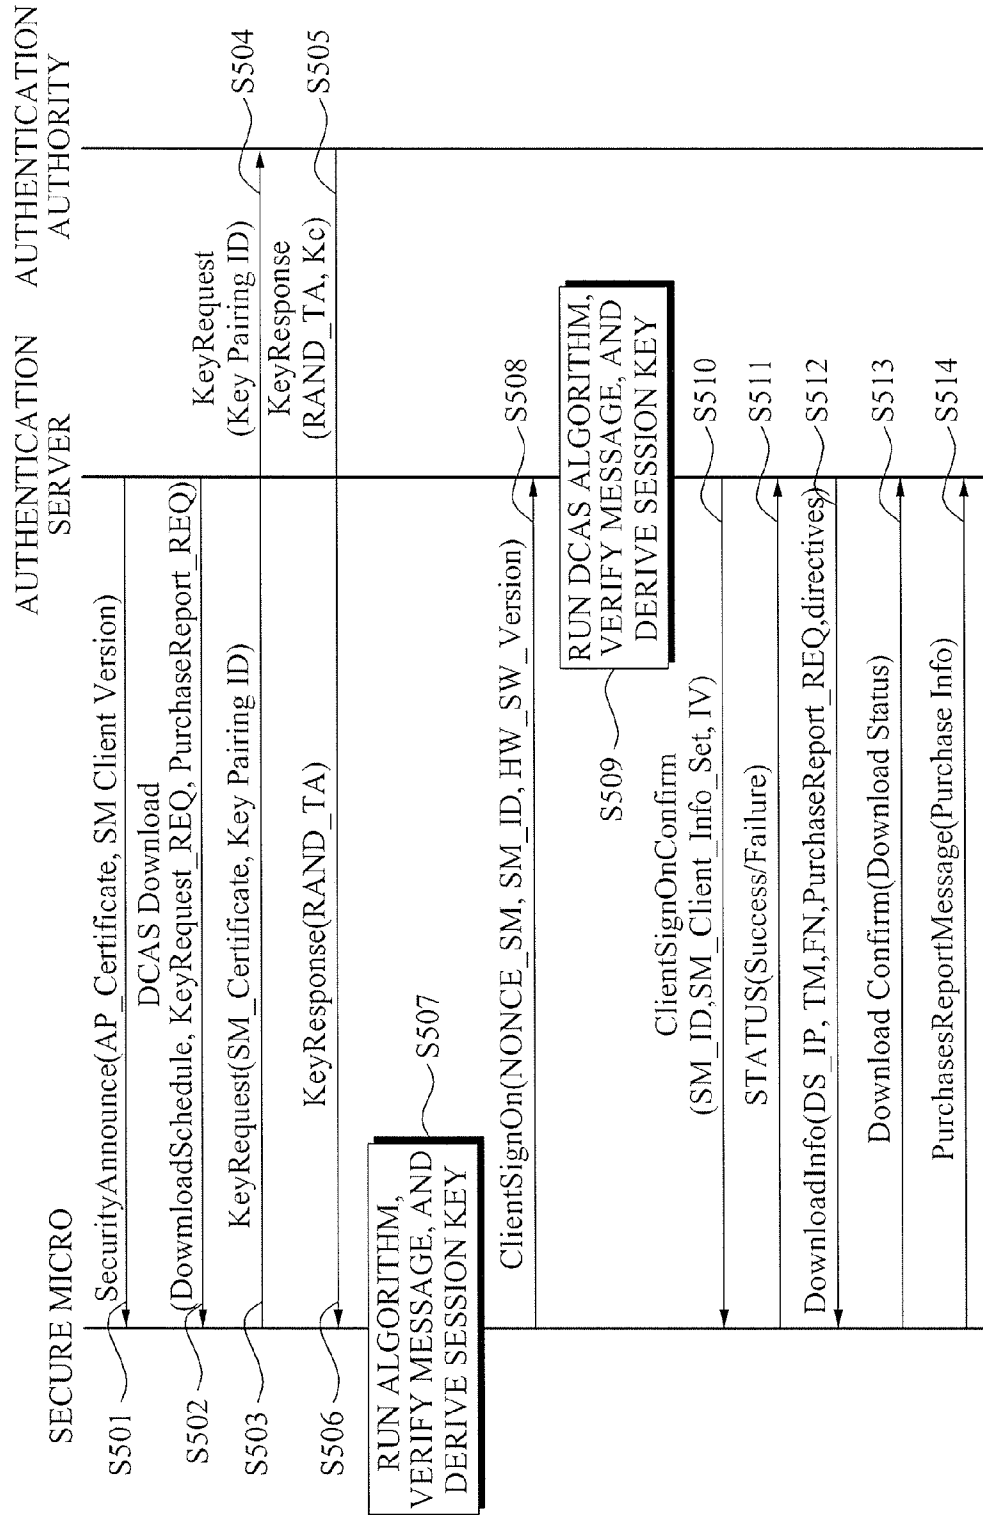 SECURE MICRO
AUTHENTICATION
SERVER
AUTHENTICATION
AUTHORITY
S501
SecurityAnnounce(AP_Certificate, SM Client Version)
S502
DCAS Download
(DowmloadSchedule, KeyRequest_REQ, PurchaseReport_REQ)
S503
KeyRequest(SM_Certificate, Key Pairing ID)
KeyRequest
(Key Pairing ID)
S504
KeyResponse
(RAND_TA, Kc)
S505
S506
KeyResponse(RAND_TA)
RUN ALGORITHM,
VERIFY MESSAGE, AND
DERIVE SESSION KEY
S507
ClientSignOn(NONCE_SM, SM_ID, HW_SW_Version)
S508
S509
RUN DCAS ALGORITHM,
VERIFY MESSAGE, AND
DERIVE SESSION KEY
ClientSignOnConfirm
(SM_ID,SM_Client_Info_Set, IV)
S510
STATUS(Success/Failure)
S511
DownloadInfo(DS_IP, TM,FN,PurchaseReport_REQ,directives)
S512
Download Confirm(Download Status)
S513
PurchasesReportMessage(Purchase Info)
S514